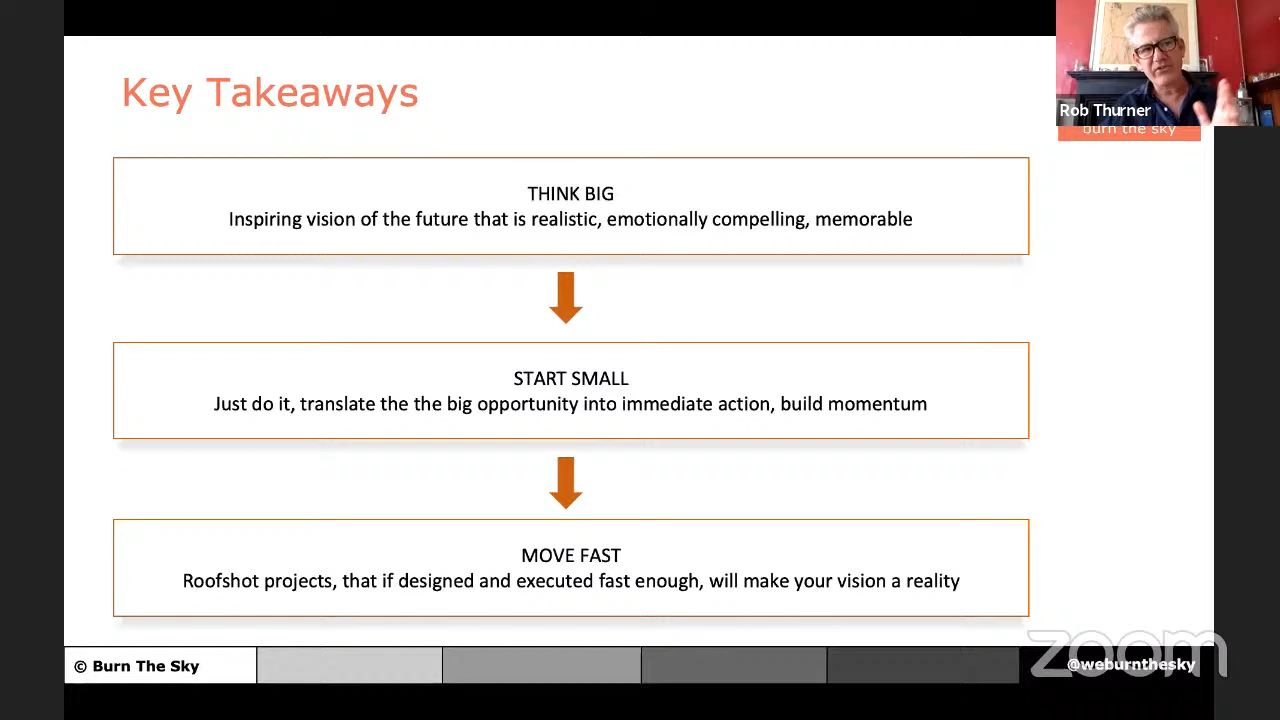 Key Takeaways
Rob Thurner
burn the sky
THINK BIG
Inspiring vision of the future that is realistic, emotionally compelling, memorable
START SMALL
Just do it, translate the the big opportunity into immediate action, build momentum
MOVE FAST
Roofshot projects, that if designed and executed fast enough, will make your vision a reality
© Burn The Sky
@weburnthesky
zoom